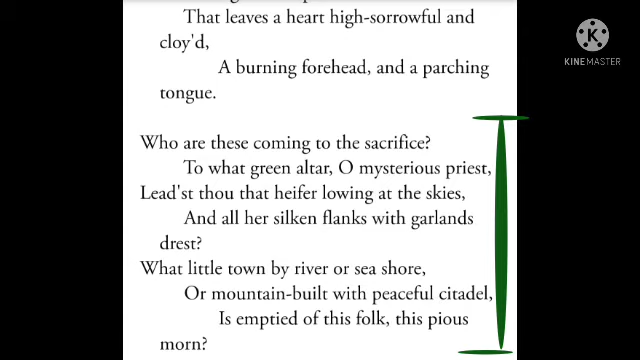 That leaves a heart high-sorrowful and
cloy'd,
A burning forehead, and a parching
tongue.
Who are these coming to the sacrifice?
To what green altar, O mysterious priest,
Lead'st thou that heifer lowing at the skies,
And all her silken flanks with garlands
drest?
What little town by river or sea shore,
Or mountain-built with peaceful citadel,
Is emptied of this folk, this pious
morn?
K
KINEMASTER